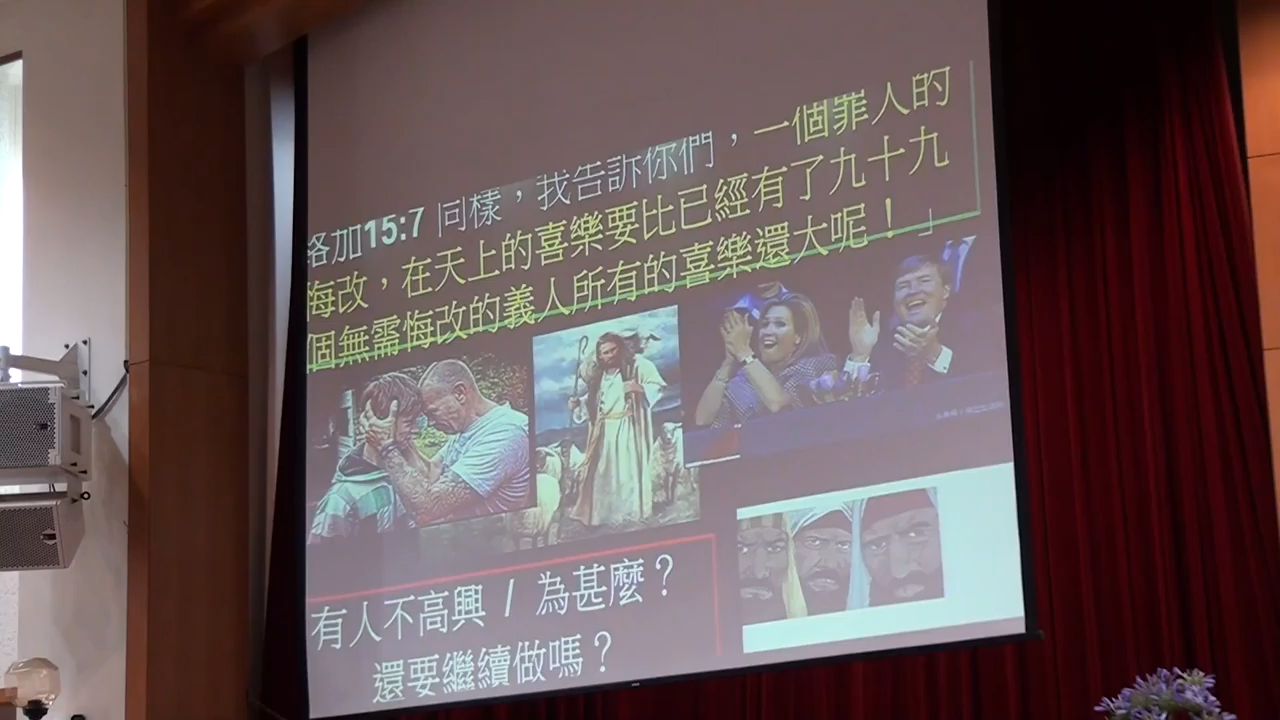 路加15:7 同樣，我告訴你們，一個罪人的
悔改，在天上的喜樂要比已經有了九十九
個無需悔改的義人所有的喜樂還大呢！」
有人不高興 / 為甚麼？
還要繼續做嗎？